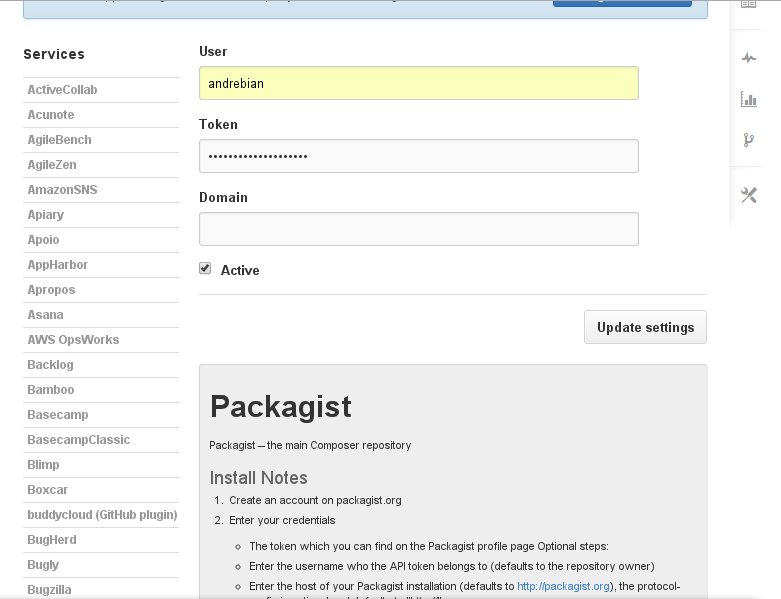 Services
ActiveCollab
Acunote
AgileBench
AgileZen
AmazonSNS
Apiary
Apoio
AppHarbor
Apropos
Asana
AWS OpsWorks
Backlog
Bamboo
Basecamp
BasecampClassic
Blimp
Boxcar
buddycloud (GitHub plugin)
BugHerd
Bugly
Bugzilla
User
andrebian
Token
••••••••••••••••••••
Domain
Active
Update settings
Packagist
Packagist — the main Composer repository
Install Notes
1. Create an account on packagist.org
2. Enter your credentials
The token which you can find on the Packagist profile page Optional steps:
Enter the username who the API token belongs to (defaults to the repository owner)
Enter the host of your Packagist installation (defaults to http://packagist.org), the protocol-